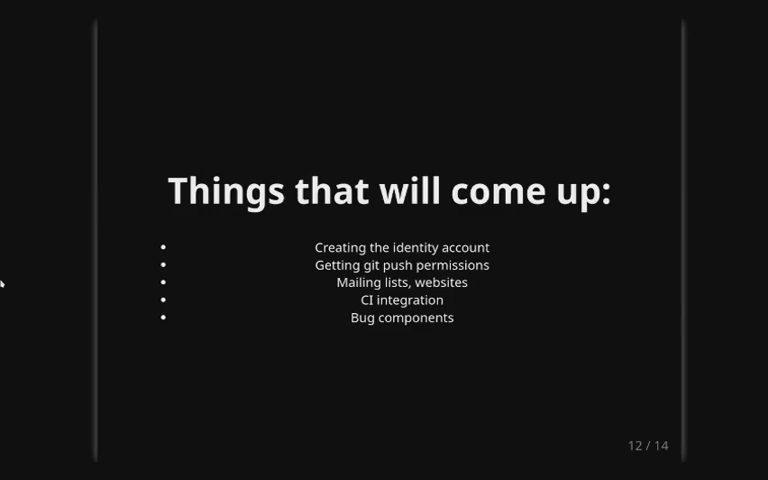 Things that will come up:
• Creating the identity account
• Getting git push permissions
• Mailing lists, websites
• CI integration
• Bug components
12 / 14